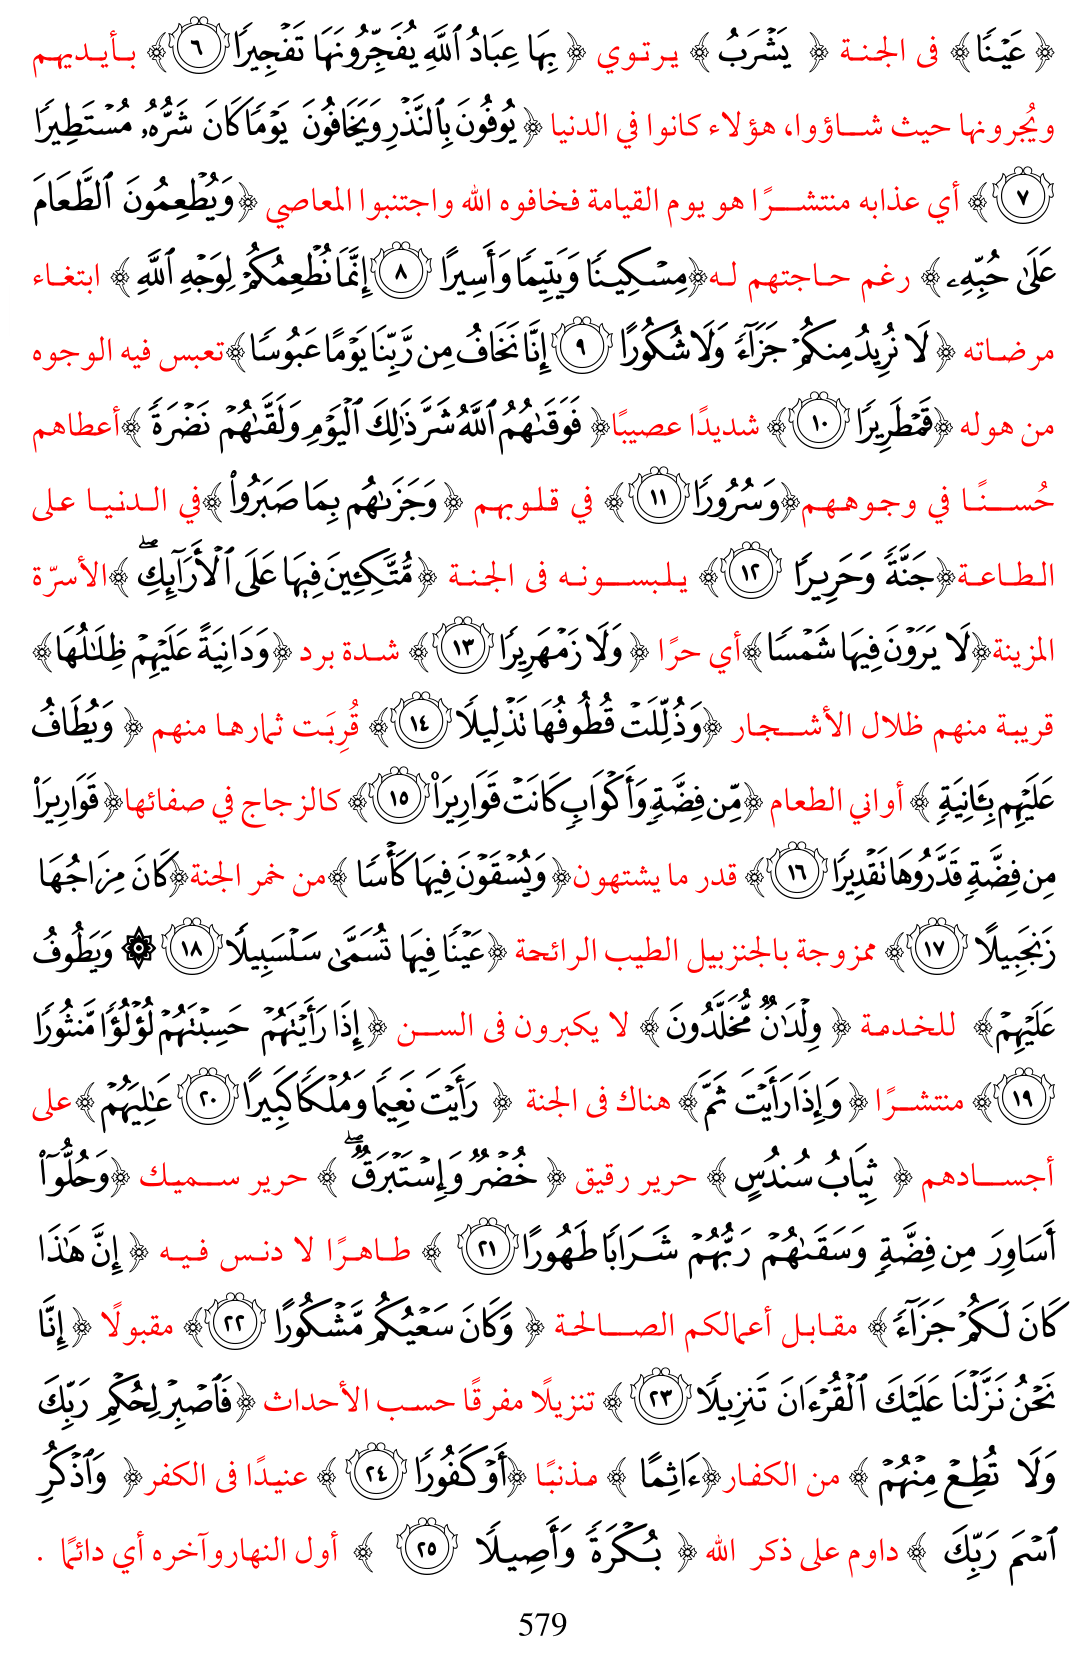 ﴿ عَيۡنٗا ﴾ فى الجنة ﴿ يَشۡرَبُ ﴾ يرتوي ﴿ بِهَا عِبَادُ ٱللَّهِ يُفَجِّرُونَهَا تَفۡجِيرٗا ٦ ﴾ بأيديهم
ويُجرونها حيث شاؤوا، هؤلاء كانوا في الدنيا ﴿ يُوفُونَ بِٱلنَّذۡرِ وَيَخَافُونَ يَوۡمٗا كَانَ شَرُّهُۥ مُسۡتَطِيرٗا
٧ ﴾ أي عذابه منتشرًا هو يوم القيامة فخافوه الله واجتنبوا المعاصي ﴿ وَيُطۡعِمُونَ ٱلطَّعَامَ
عَلَىٰ حُبِّهِۦ ﴾ رغم حاجتهم له ﴿ مِسۡكِينٗا وَيَتِيمٗا وَأَسِيرًا ٨ إِنَّمَا نُطۡعِمُكُمۡ لِوَجۡهِ ٱللَّهِ ﴾ ابتغاء
مرضاته ﴿ لَا نُرِيدُ مِنكُمۡ جَزَآءٗ وَلَا شُكُورًا ٩ إِنَّا نَخَافُ مِن رَّبِّنَا يَوۡمًا عَبُوسٗا ﴾ تعبس فيه الوجوه
من هوله ﴿ قَمۡطَرِيرٗا ١٠ ﴾ شديدًا عصيبًا ﴿ فَوَقَىٰهُمُ ٱللَّهُ شَرَّ ذَٰلِكَ ٱلۡيَوۡمِ وَلَقَّىٰهُمۡ نَضۡرَةٗ ﴾ أعطاهم
حُسنًا في وجوههم ﴿ وَسُرُورٗا ١١ ﴾ في قلوبهم ﴿ وَجَزَىٰهُم بِمَا صَبَرُواْ ﴾ في الدنيا على
الطاعة ﴿ جَنَّةٗ وَحَرِيرٗا ١٢ ﴾ يلبسونه فى الجنة ﴿ مُّتَّكِـِٔينَ فِيهَا عَلَى ٱلۡأَرَآئِكِۖ ﴾ الأسرّة
المزينة ﴿ لَا يَرَوۡنَ فِيهَا شَمۡسٗا ﴾ أي حرًا ﴿ وَلَا زَمۡهَرِيرٗا ١٣ ﴾ شدة برد ﴿ وَدَانِيَةً عَلَيۡهِمۡ ظِلَٰلُهَا ﴾
قريبة منهم ظلال الأشجار ﴿ وَذُلِّلَتۡ قُطُوفُهَا تَذۡلِيلٗا ١٤ ﴾ قُرِبَت ثمارها منهم ﴿ وَيُطَافُ
عَلَيۡهِم بِـَٔانِيَةٖ ﴾ أواني الطعام ﴿ مِّن فِضَّةٖ وَأَكۡوَابٖ كَانَتۡ قَوَارِيرَا۠ ١٥ ﴾ كالزجاج في صفائها ﴿ قَوَارِيرَاْ
مِن فِضَّةٖ قَدَّرُوهَا تَقۡدِيرٗا ١٦ ﴾ قدر ما يشتهون ﴿ وَيُسۡقَوۡنَ فِيهَا كَأۡسٗا ﴾ من خمر الجنة ﴿ كَانَ مِزَاجُهَا
زَنجَبِيلًا ١٧ ﴾ ممزوجة بالجنزبيل الطيب الرائحة ﴿ عَيۡنٗا فِيهَا تُسَمَّىٰ سَلۡسَبِيلٗا ١٨ ۞ وَيَطُوفُ
عَلَيۡهِمۡ ﴾ للخدمة ﴿ وِلۡدَٰنٞ مُّخَلَّدُونَ ﴾ لا يكبرون فى السن ﴿ إِذَا رَأَيۡتَهُمۡ حَسِبۡتَهُمۡ لُؤۡلُؤٗا مَّنثُورٗا
١٩ ﴾ منتشرًا ﴿ وَإِذَا رَأَيۡتَ ثَمَّ ﴾ هناك فى الجنة ﴿ رَأَيۡتَ نَعِيمٗا وَمُلۡكٗا كَبِيرًا ٢٠ عَٰلِيَهُمۡ ﴾ على
أجسادهم ﴿ ثِيَابُ سُندُسٍ ﴾ حرير رقيق ﴿ خُضۡرٞ وَإِسۡتَبۡرَقٞۖ ﴾ حرير سميك ﴿ وَحُلُّوٓاْ
أَسَاوِرَ مِن فِضَّةٖ وَسَقَىٰهُمۡ رَبُّهُمۡ شَرَابٗا طَهُورًا ٢١ ﴾ طاهرًا لا دنس فيه ﴿ إِنَّ هَٰذَا
كَانَ لَكُمۡ جَزَآءٗ ﴾ مقابل أعمالكم الصالحة ﴿ وَكَانَ سَعۡيُكُم مَّشۡكُورًا ٢٢ ﴾ مقبولًا ﴿ إِنَّا
نَحۡنُ نَزَّلۡنَا عَلَيۡكَ ٱلۡقُرۡءَانَ تَنزِيلٗا ٢٣ ﴾ تنزيلًا مفرقًا حسب الأحداث ﴿ فَٱصۡبِرۡ لِحُكۡمِ رَبِّكَ
وَلَا تُطِعۡ مِنۡهُمۡ ﴾ من الكفار ﴿ ءَاثِمًا ﴾ مذنبًا ﴿ أَوۡ كَفُورٗا ٢٤ ﴾ عنيدًا فى الكفر ﴿ وَٱذۡكُرِ
ٱسۡمَ رَبِّكَ ﴾ داوم على ذكر الله ﴿ بُكۡرَةٗ وَأَصِيلٗا ٢٥ ﴾ أول النهار وآخره أي دائمًا .
579